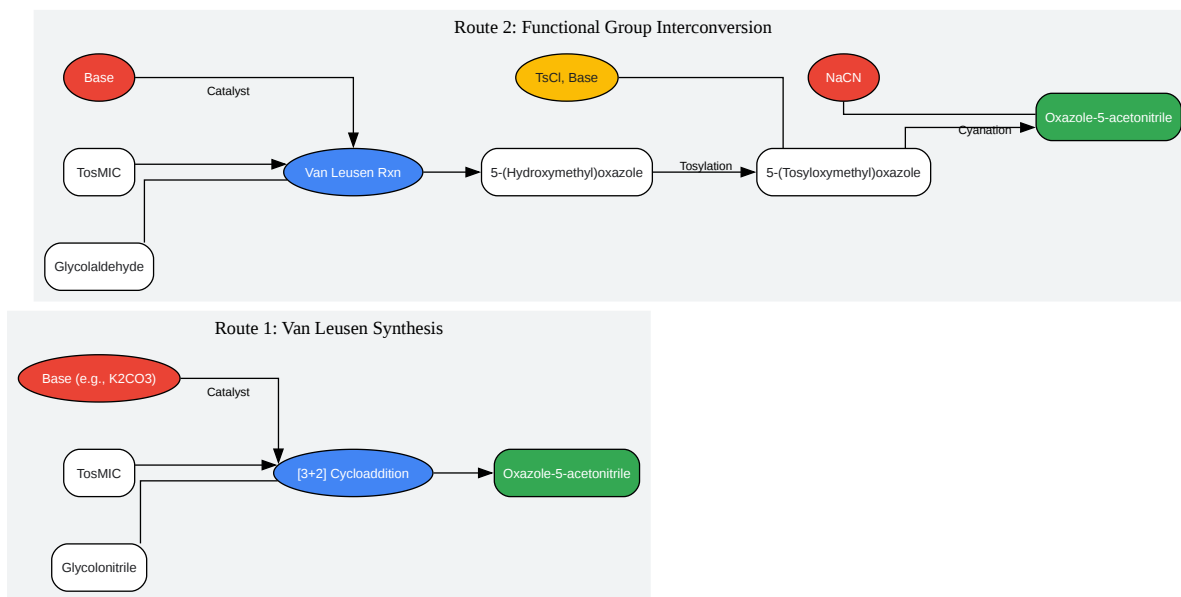 Route 2: Functional Group Interconversion
Base
TsCl, Base
NaCN
Catalyst
Oxazole-5-acetonitrile
Cyanation
TosMIC
Van Leusen Rxn
5-(Hydroxymethyl)oxazole
Tosylation
5-(Tosyloxymethyl)oxazole
Glycolaldehyde
Route 1: Van Leusen Synthesis
Base (e.g., K2CO3)
Catalyst
TosMIC
[3+2] Cycloaddition
Oxazole-5-acetonitrile
Glycolonitrile